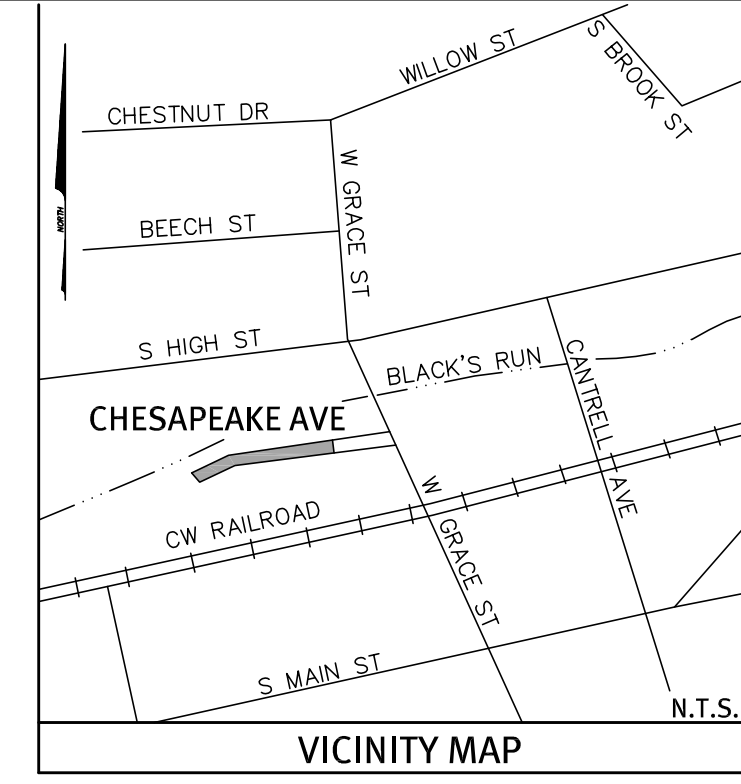 WILLOW ST
S BROOK ST
CHESTNUT DR
W GRACE ST
NORTH
BEECH ST
S HIGH ST
BLACK'S RUN
CANTRELL AVE
CHESAPEAKE AVE
W GRACE ST
CW RAILROAD
S MAIN ST
N.T.S.
VICINITY MAP